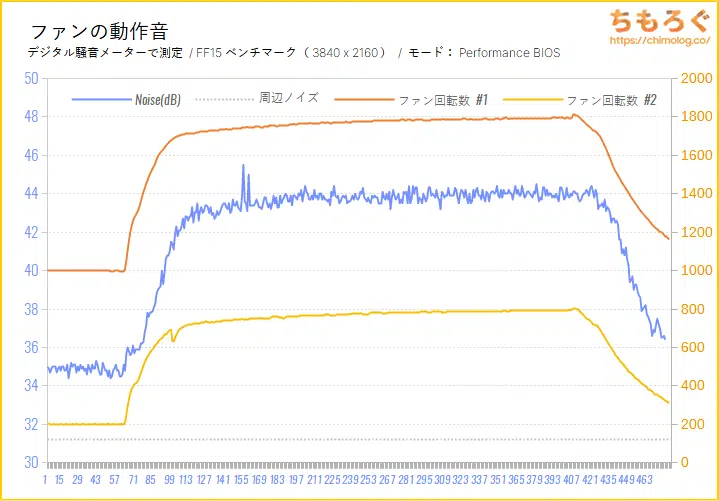 ファンの動作音
ちもろぐ
https://chimolog.co/
デジタル騒音メーターで測定 / FF15 ベンチマーク ( 3840 x 2160 ) / モード: Performance BIOS
Noise(dB) 周辺ノイズ ファン回転数 #1 ファン回転数 #2
50 2000
48 1800
46 1600
44 1400
42 1200
40 1000
38 800
36 600
34 400
32 200
30 0
1 15 29 43 57 71 85 99 113 127 141 155 169 183 197 211 225 239 253 267 281 295 309 323 337 351 365 379 393 407 421 435 449 463